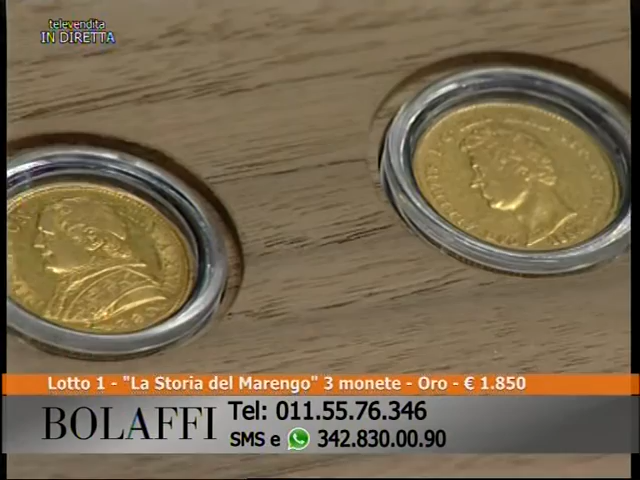 televendita
IN DIRETTA
Lotto 1 - "La Storia del Marengo" 3 monete - Oro - € 1.850
BOLAFFI
Tel: 011.55.76.346
SMS e 342.830.00.90